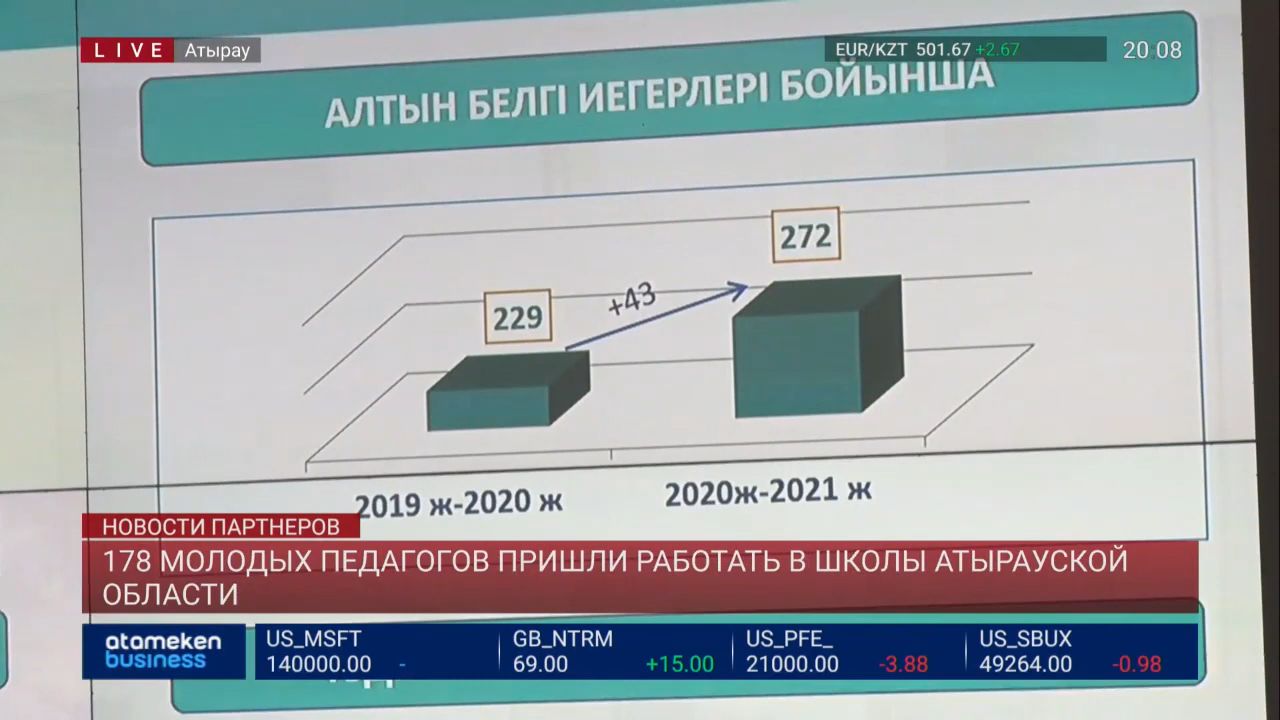 LIVE Атырау
EUR/KZT 501.67 +2.67
20 08
АЛТЫН БЕЛГІ ИЕГЕРЛЕРІ БОЙЫНША
272
+43
229
2019 ж-2020 ж
2020ж-2021 ж
НОВОСТИ ПАРТНЕРОВ
178 МОЛОДЫХ ПЕДАГОГОВ ПРИШЛИ РАБОТАТЬ В ШКОЛЫ АТЫРАУСКОЙ
ОБЛАСТИ
atameken
business
US_MSFT
140000.00 -
GB_NTRM
69.00 +15.00
US_PFE_
21000.00 -3.88
US_SBUX
49264.00 -0.98